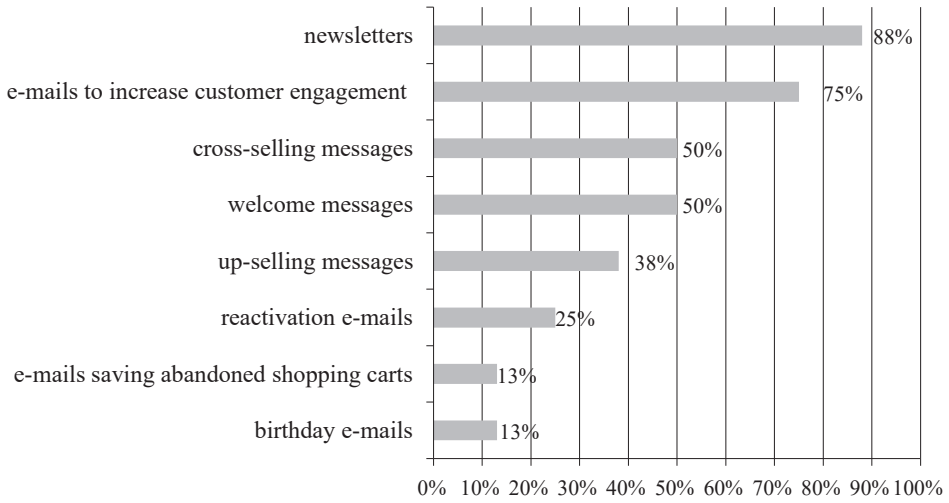 newsletters 88%
e-mails to increase customer engagement 75%
cross-selling messages 50%
welcome messages 50%
up-selling messages 38%
reactivation e-mails 25%
e-mails saving abandoned shopping carts 13%
birthday e-mails 13%
0% 10% 20% 30% 40% 50% 60% 70% 80% 90% 100%